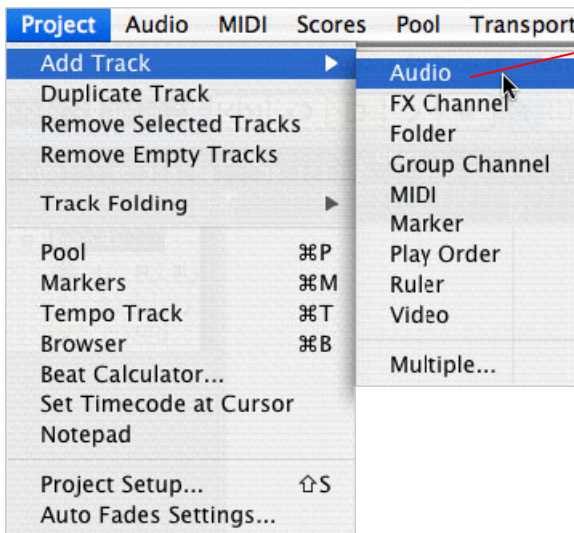 Project Audio MIDI Scores Pool Transport
Add Track
Duplicate Track
Remove Selected Tracks
Remove Empty Tracks
Track Folding
Pool ⌘P
Markers ⌘M
Tempo Track ⌘T
Browser ⌘B
Beat Calculator...
Set Timecode at Cursor
Notepad
Project Setup... ⇧S
Auto Fades Settings...
Audio
FX Channel
Folder
Group Channel
MIDI
Marker
Play Order
Ruler
Video
Multiple...